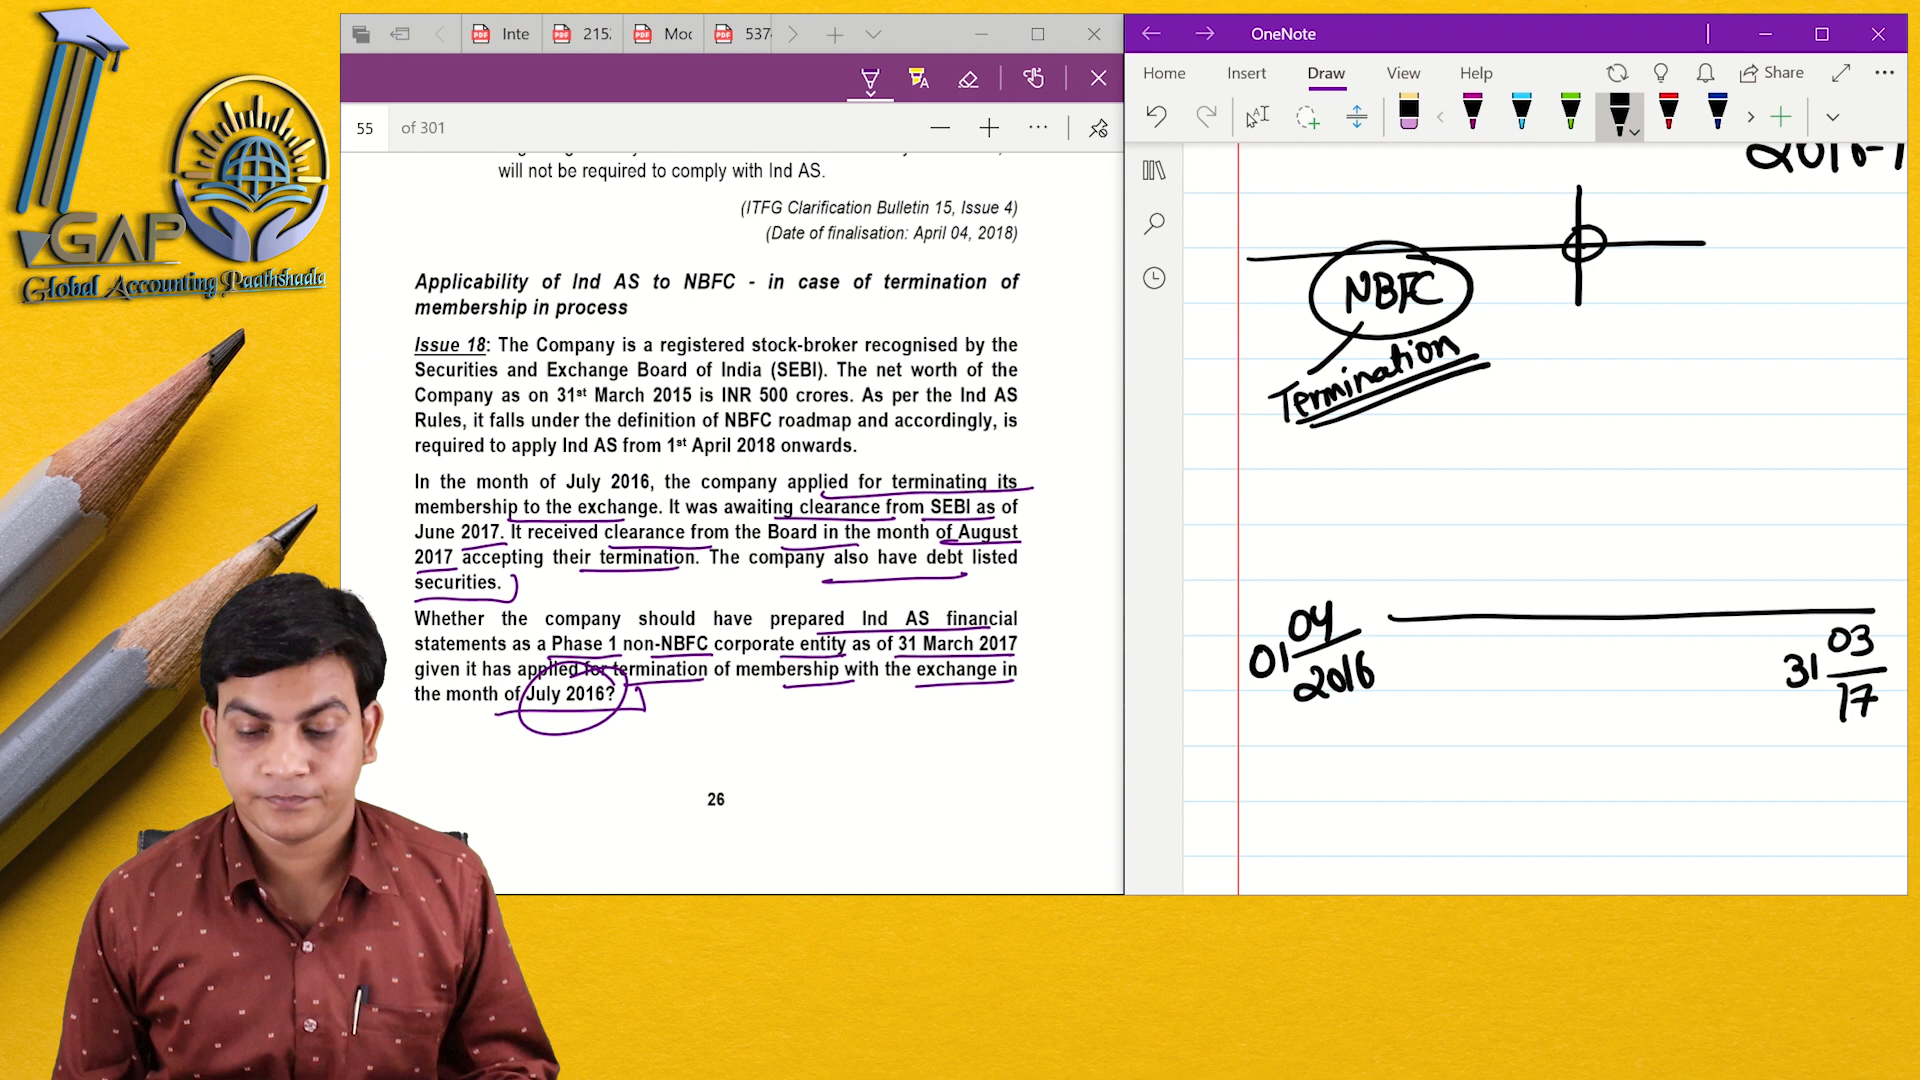 GAP
Global Accounting Paathshada
Inte
215
Moc
537
55 of 301
will not be required to comply with Ind AS.
(ITFG Clarification Bulletin 15, Issue 4)
(Date of finalisation: April 04, 2018)
Applicability of Ind AS to NBFC - in case of termination of
membership in process
Issue 18: The Company is a registered stock-broker recognised by the
Securities and Exchange Board of India (SEBI). The net worth of the
Company as on 31st March 2015 is INR 500 crores. As per the Ind AS
Rules, it falls under the definition of NBFC roadmap and accordingly, is
required to apply Ind AS from 1st April 2018 onwards.
In the month of July 2016, the company applied for terminating its
membership to the exchange. It was awaiting clearance from SEBI as of
June 2017. It received clearance from the Board in the month of August
2017 accepting their termination. The company also have debt listed
securities.
Whether the company should have prepared Ind AS financial
statements as a Phase 1 non-NBFC corporate entity as of 31 March 2017
given it has applied for termination of membership with the exchange in
the month of July 2016?
26
OneNote
Home Insert Draw View Help Share
2016-1
NBFC
Termination
01 04
2016
31 03
17